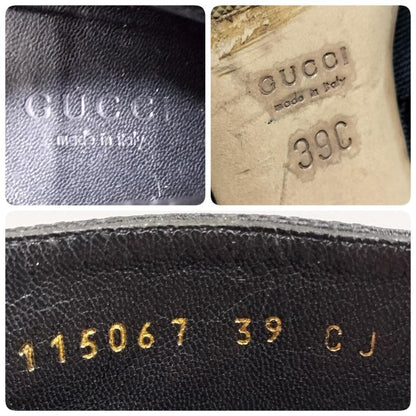 GUCCI
made in Italy
GUCCI
made in Italy
39C
115067 39 CJ